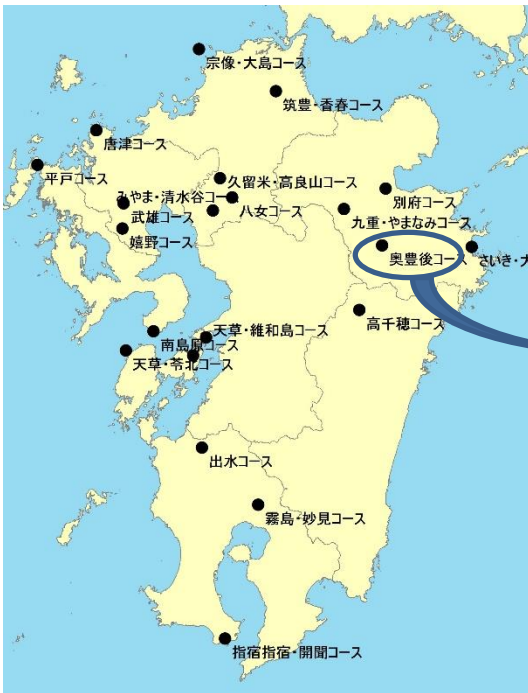 宗像・大島コース
筑豊・香春コース
唐津コース
平戸コース
久留米・高良山コース
みやま・清水谷コース
別府コース
武雄コース
八女コース
九重・やまなみコース
嬉野コース
奥豊後コース
さいき・大
高千穂コース
天草・維和島コース
南島原コース
天草・苓北コース
出水コース
霧島・妙見コース
指宿指宿・開聞コース